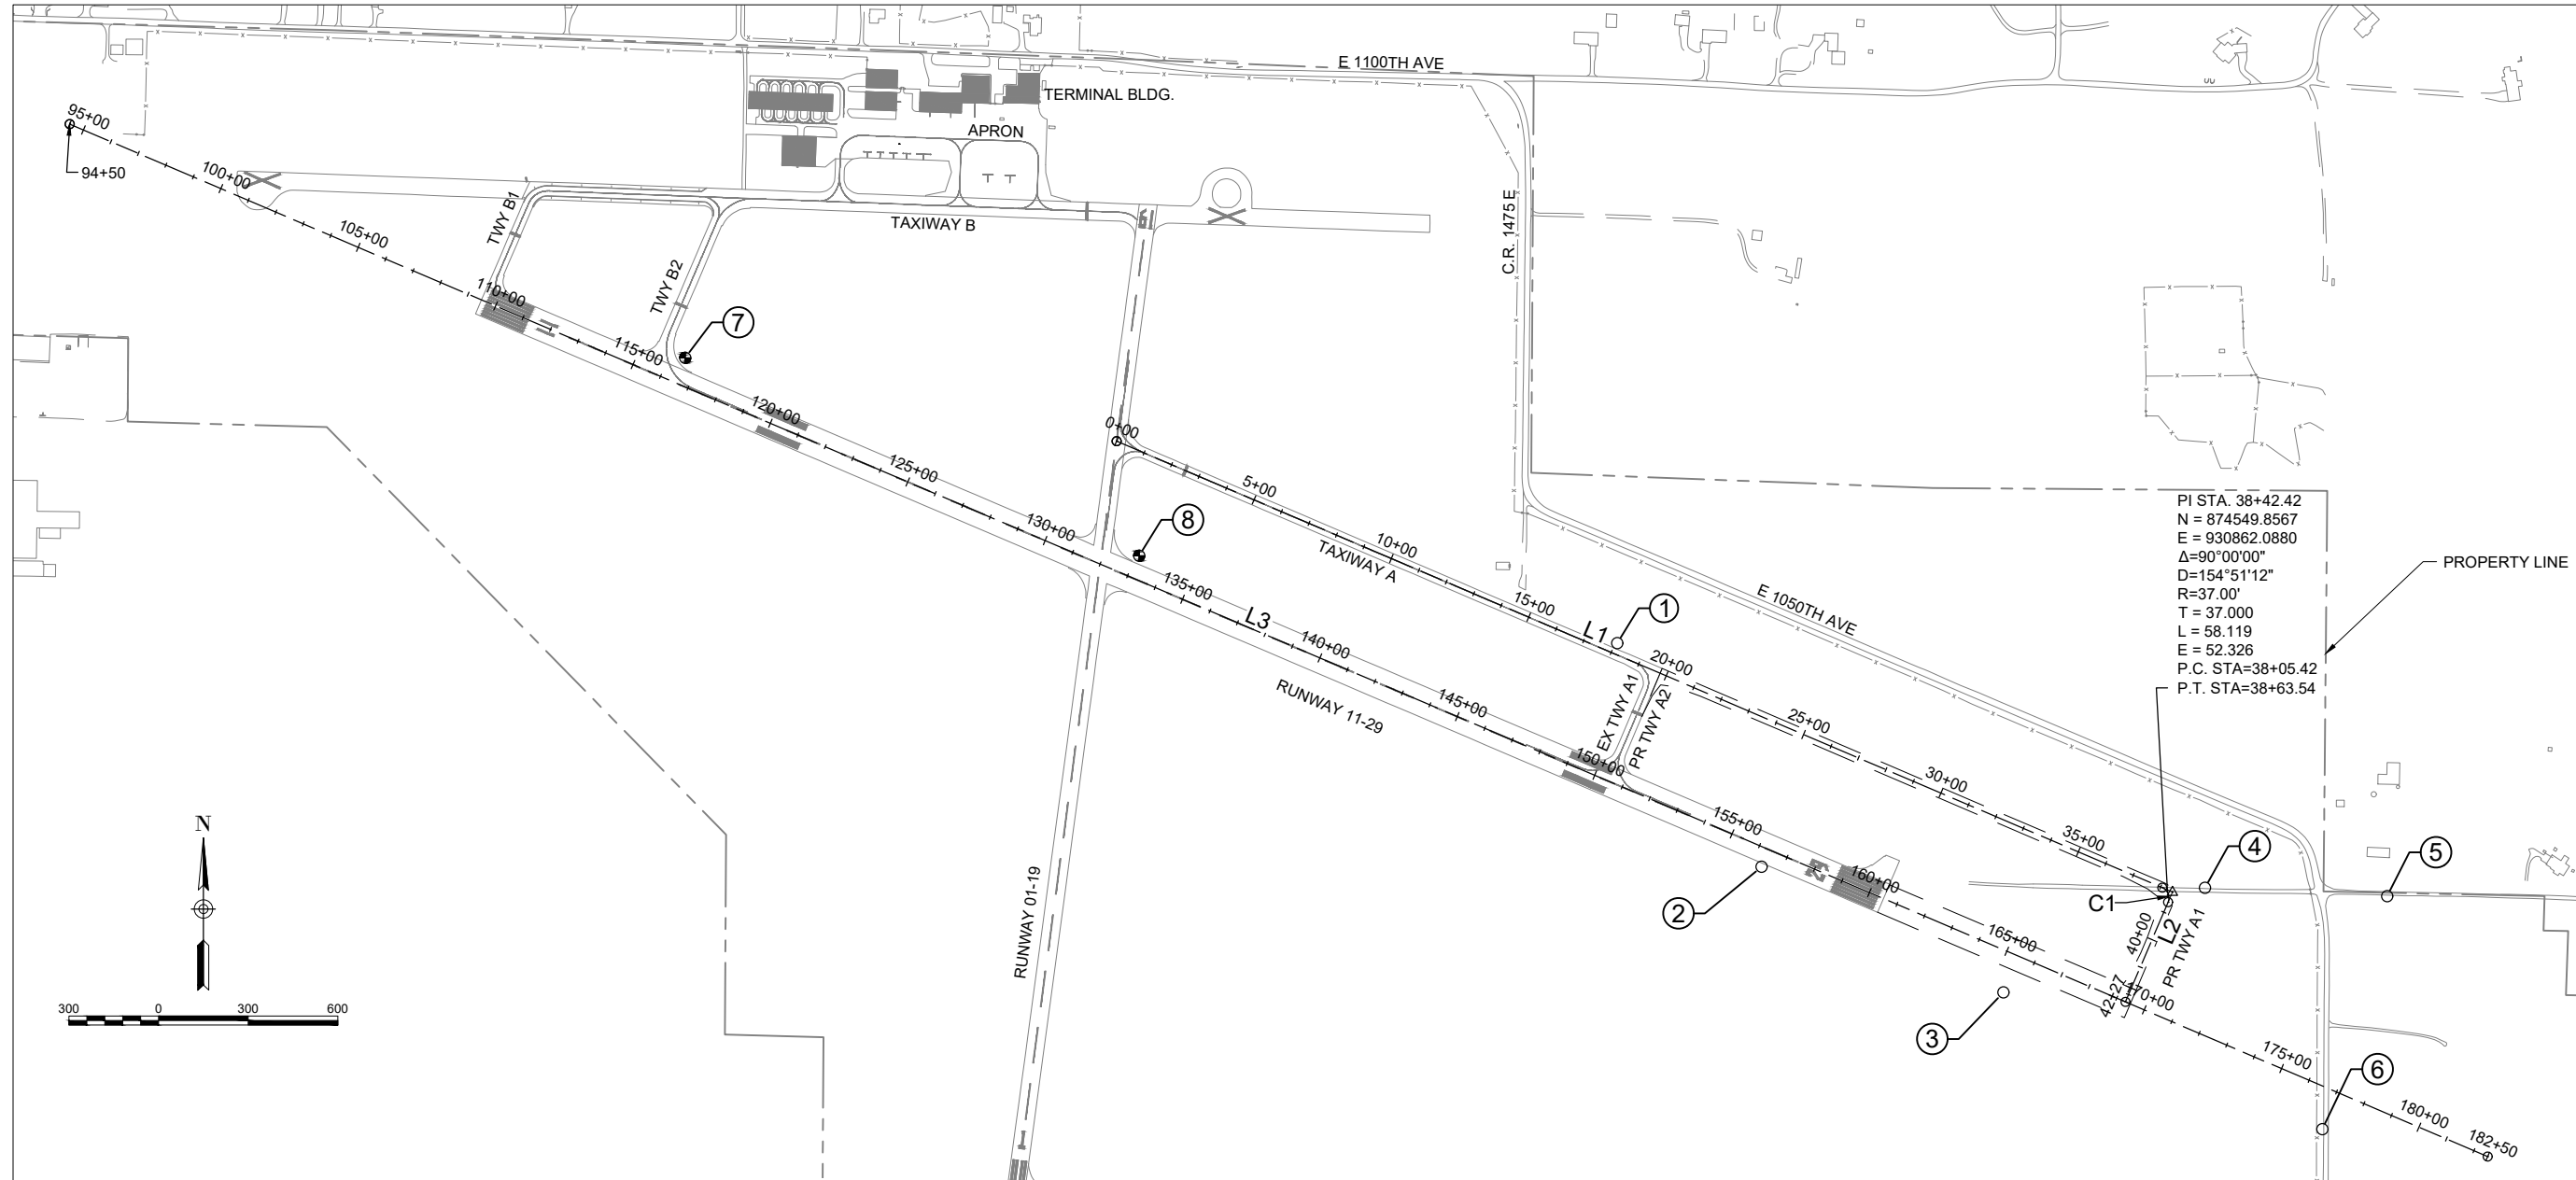 E 1100TH AVE
TERMINAL BLDG.
APRON
95+00
94+50
100+00
105+00
TWY B1
TAXIWAY B
19
C.R. 1475 E
TWY B2
110+00
11
7
115+00
120+00
0+00
125+00
5+00
130+00
8
10+00
TAXIWAY A
PI STA. 38+42.42
N = 874549.8567
E = 930862.0880
Δ=90°00'00"
D=154°51'12"
R=37.00'
T = 37.000
L = 58.119
E = 52.326
P.C. STA=38+05.42
P.T. STA=38+63.54
PROPERTY LINE
135+00
L3
15+00
L1
1
E 1050TH AVE
140+00
20+00
RUNWAY 11-29
145+00
EX TWY A1
PR TWY A2
25+00
150+00
30+00
155+00
35+00
29
160+00
4
5
N
2
C1
RUNWAY 01-19
165+00
40+00
L2
PR TWY A1
300 0 300 600
3
42+27
170+00
175+00
6
180+00
182+50
1